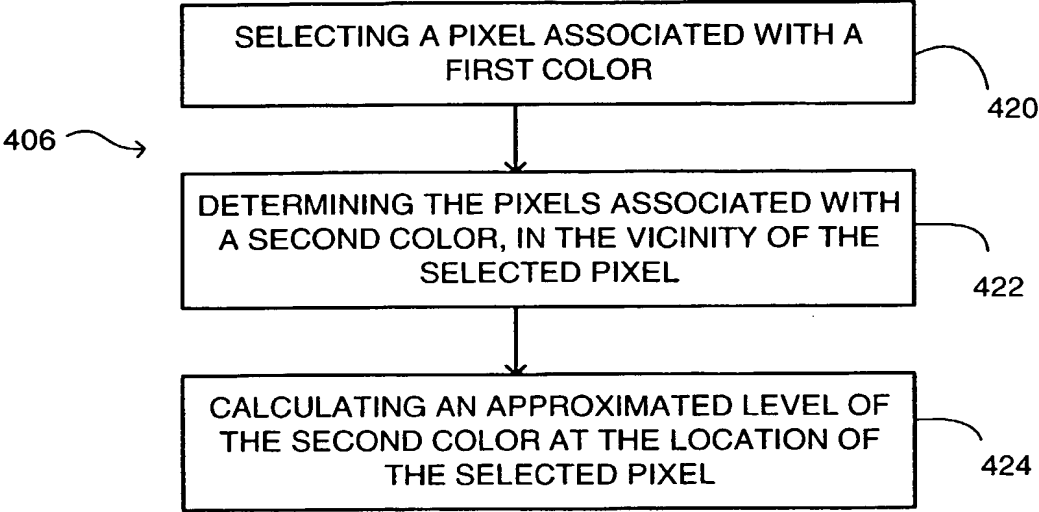 SELECTING A PIXEL ASSOCIATED WITH A
FIRST COLOR
420
406
DETERMINING THE PIXELS ASSOCIATED WITH
A SECOND COLOR, IN THE VICINITY OF THE
SELECTED PIXEL
422
CALCULATING AN APPROXIMATED LEVEL OF
THE SECOND COLOR AT THE LOCATION OF
THE SELECTED PIXEL
424